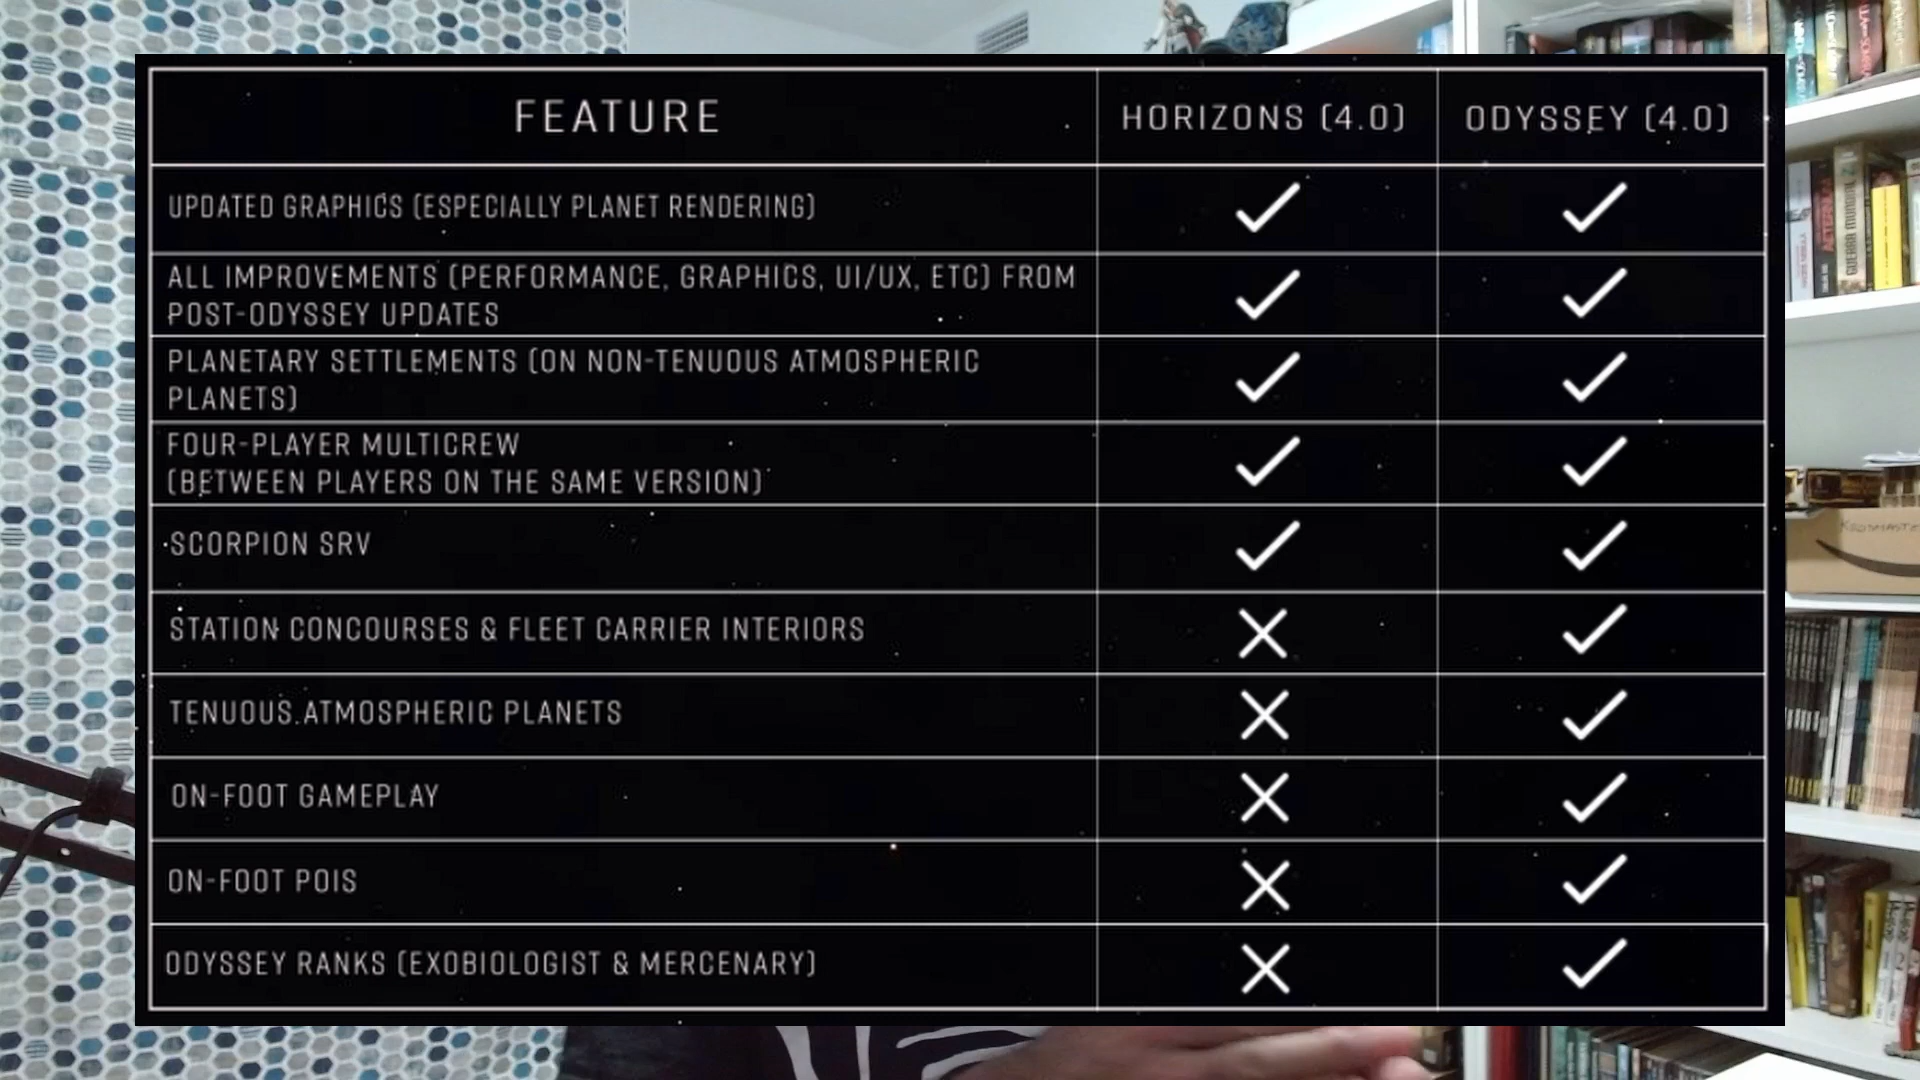 FEATURE
HORIZONS (4.0)
ODYSSEY (4.0)
UPDATED GRAPHICS (ESPECIALLY PLANET RENDERING)
ALL IMPROVEMENTS (PERFORMANCE, GRAPHICS, UI/UX, ETC) FROM
POST-ODYSSEY UPDATES
PLANETARY SETTLEMENTS (ON NON-TENUOUS ATMOSPHERIC
PLANETS)
FOUR-PLAYER MULTICREW
(BETWEEN PLAYERS ON THE SAME VERSION)
SCORPION SRV
STATION CONCOURSES & FLEET CARRIER INTERIORS
TENUOUS ATMOSPHERIC PLANETS
ON-FOOT GAMEPLAY
ON-FOOT POIS
ODYSSEY RANKS (EXOBIOLOGIST & MERCENARY)